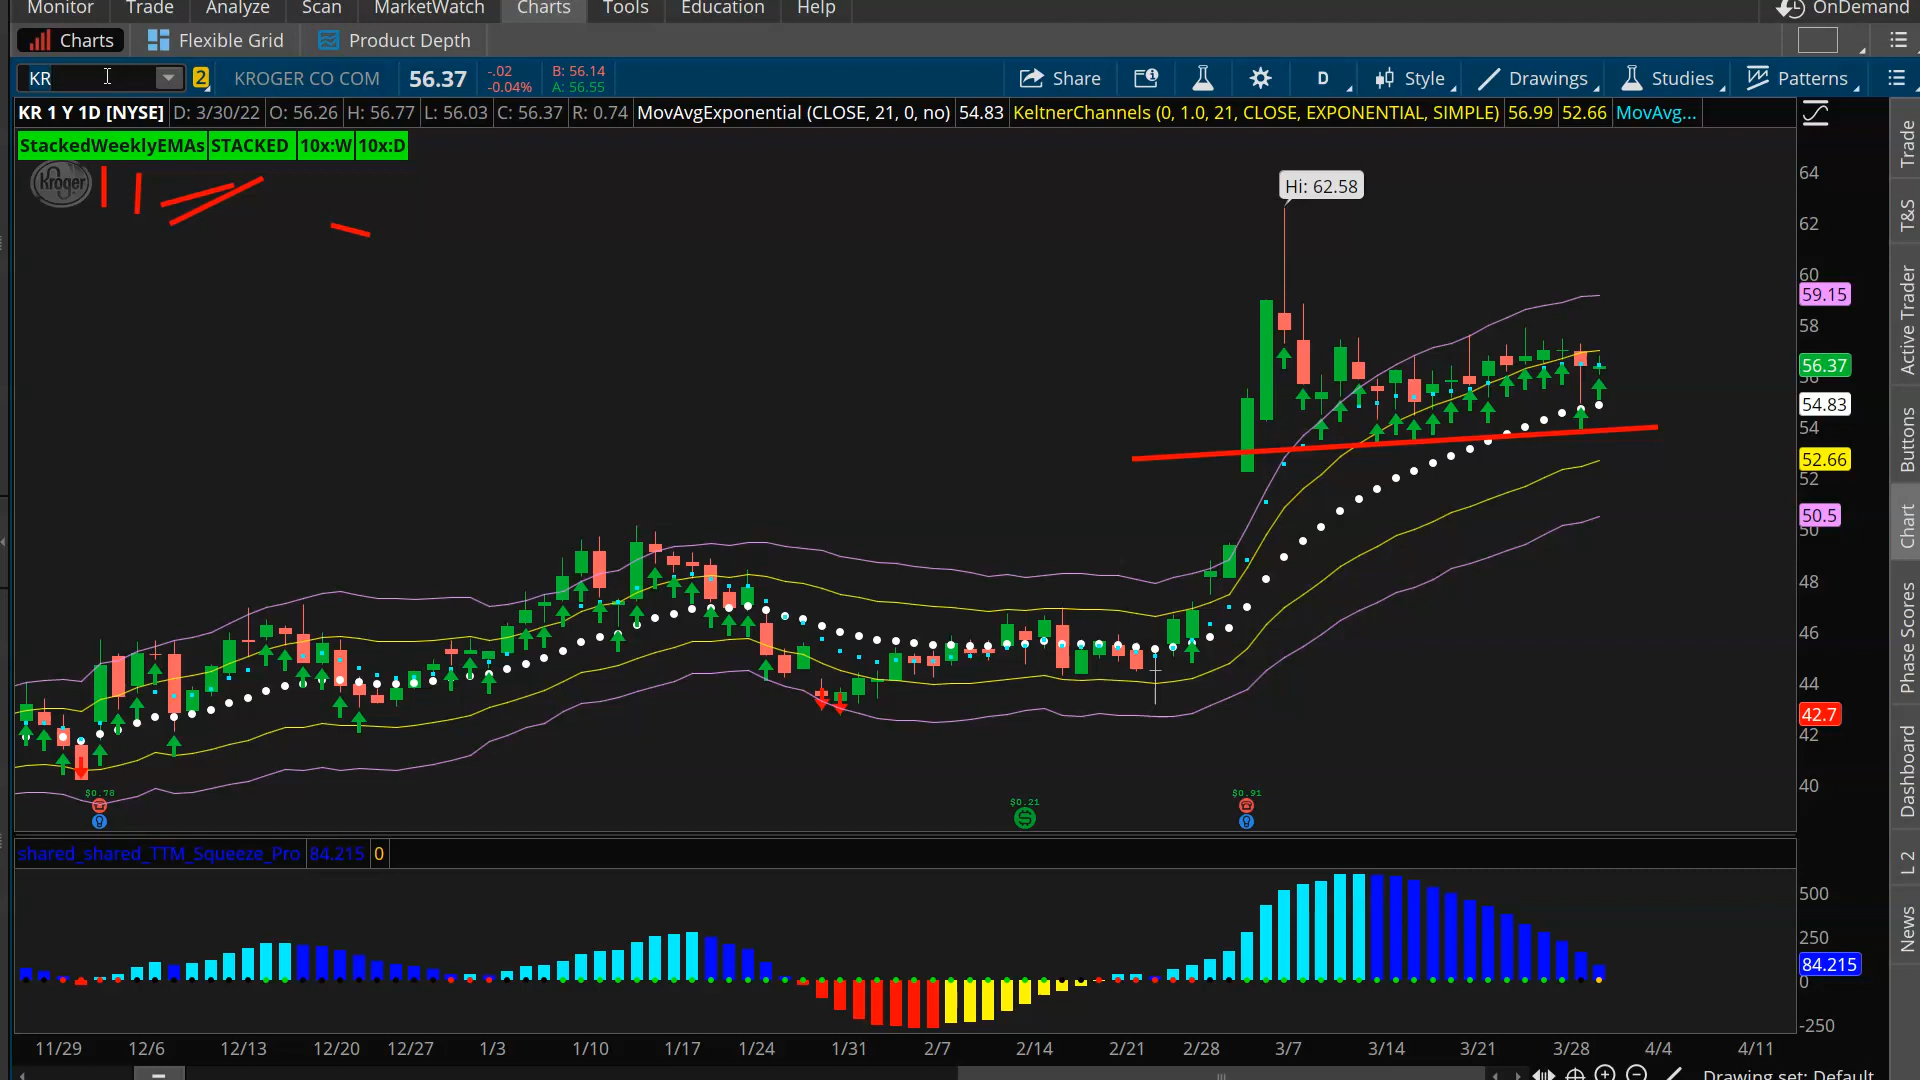 Monitor Trade Analyze Scan MarketWatch Charts Tools Education Help OnDemand
Charts Flexible Grid Product Depth
KR 2 KROGER CO COM 56.37 -.02 -0.04% B: 56.14 A: 56.55 Share D Style Drawings Studies Patterns
KR 1 Y 1D [NYSE] D: 3/30/22 O: 56.26 H: 56.77 L: 56.03 C: 56.37 R: 0.74 MovAvgExponential (CLOSE, 21, 0, no) 54.83 KeltnerChannels (0, 1.0, 21, CLOSE, EXPONENTIAL, SIMPLE) 56.99 52.66 MovAvg...
StackedWeeklyEMAs STACKED 10x:W 10x:D
Kroger
Hi: 62.58
64
62
60
59.15
58
56.37
56
54.83
54
52.66
52
50.5
50
48
46
44
42.7
42
40
$0.78 $0.21 $0.91
shared_shared_TTM_Squeeze_Pro 84.215 0
500
250
84.215
0
-250
11/29 12/6 12/13 12/20 12/27 1/3 1/10 1/17 1/24 1/31 2/7 2/14 2/21 2/28 3/7 3/14 3/21 3/28 4/4 4/11
Drawing set: Default
Trade
T&S
Active Trader
Buttons
Chart
Phase Scores
Dashboard
L 2
News